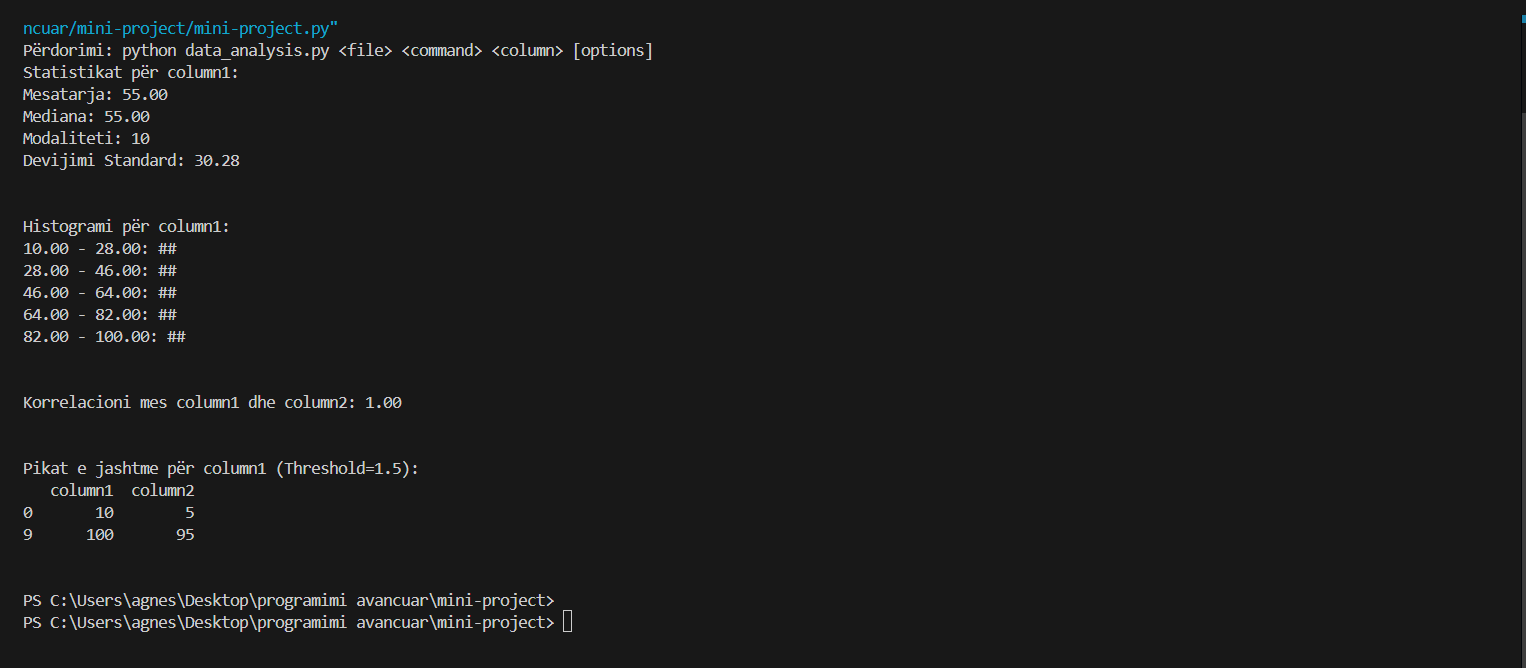 ncuar/mini-project/mini-project.py"
Përdorimi: python data_analysis.py <file> <command> <column> [options]
Statistikat për column1:
Mesatarja: 55.00
Mediana: 55.00
Modaliteti: 10
Devijimi Standard: 30.28
Histogrami për column1:
10.00 - 28.00: ##
28.00 - 46.00: ##
46.00 - 64.00: ##
64.00 - 82.00: ##
82.00 - 100.00: ##
Korrelacioni mes column1 dhe column2: 1.00
Pikat e jashtme për column1 (Threshold=1.5):
   column1  column2
0       10        5
9      100       95
PS C:\Users\agnes\Desktop\programimi avancuar\mini-project>
PS C:\Users\agnes\Desktop\programimi avancuar\mini-project>